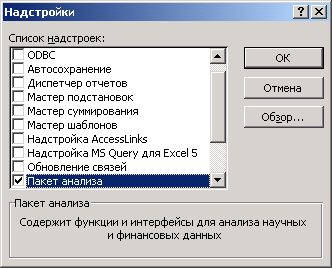 Надстройки
Список надстроек:
ODBC
Автосохранение
Диспетчер отчетов
Мастер подстановок
Мастер суммирования
Мастер шаблонов
Надстройка AccessLinks
Надстройка MS Query для Excel 5
Обновление связей
Пакет анализа
OK
Отмена
Обзор...
Пакет анализа
Содержит функции и интерфейсы для анализа научных
и финансовых данных